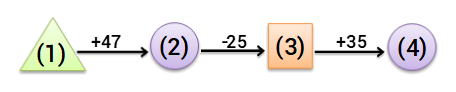 (1) +47 (2) -25 (3) +35 (4)